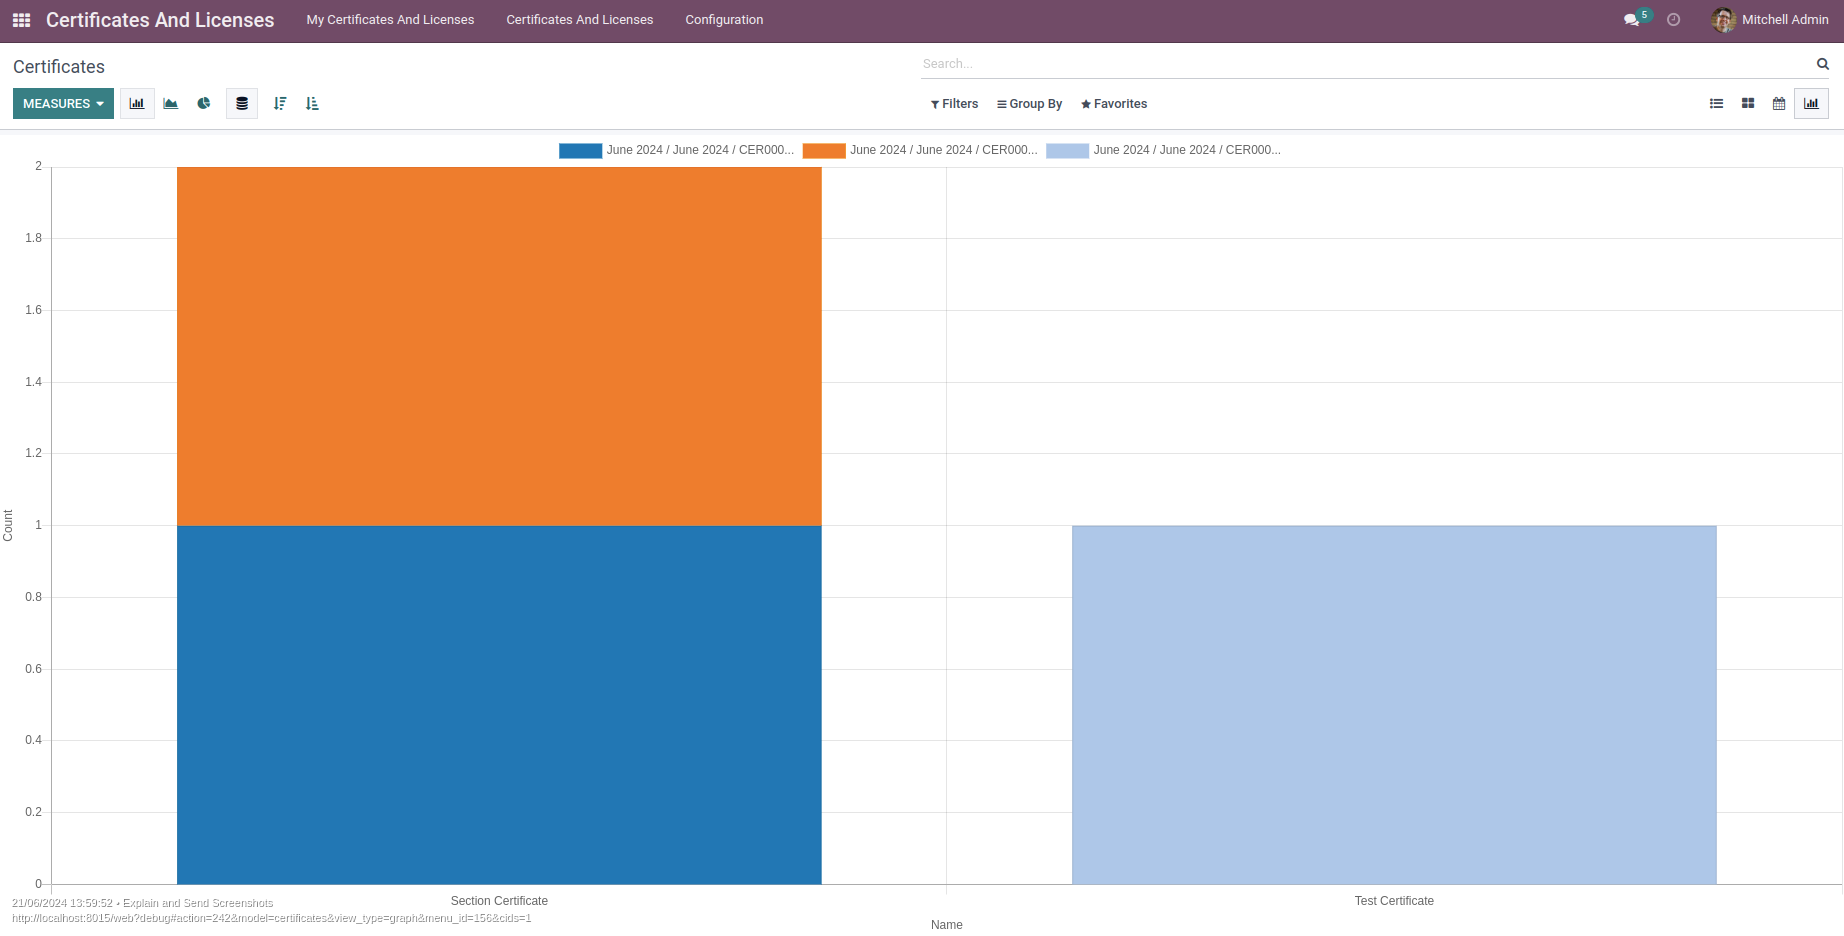 Certificates And Licenses My Certificates And Licenses Certificates And Licenses Configuration 5 Mitchell Admin
Certificates Search...
MEASURES Filters Group By Favorites
June 2024 / June 2024 / CER000... June 2024 / June 2024 / CER000... June 2024 / June 2024 / CER000...
2
1.8
1.6
1.4
1.2
Count
1
0.8
0.6
0.4
0.2
0
Section Certificate Test Certificate
21/06/2024 13:59:52 • Explain and Send Screenshots
http://localhost:8015/web?debug#action=242&model=certificates&view_type=graph&menu_id=156&cids=1
Name